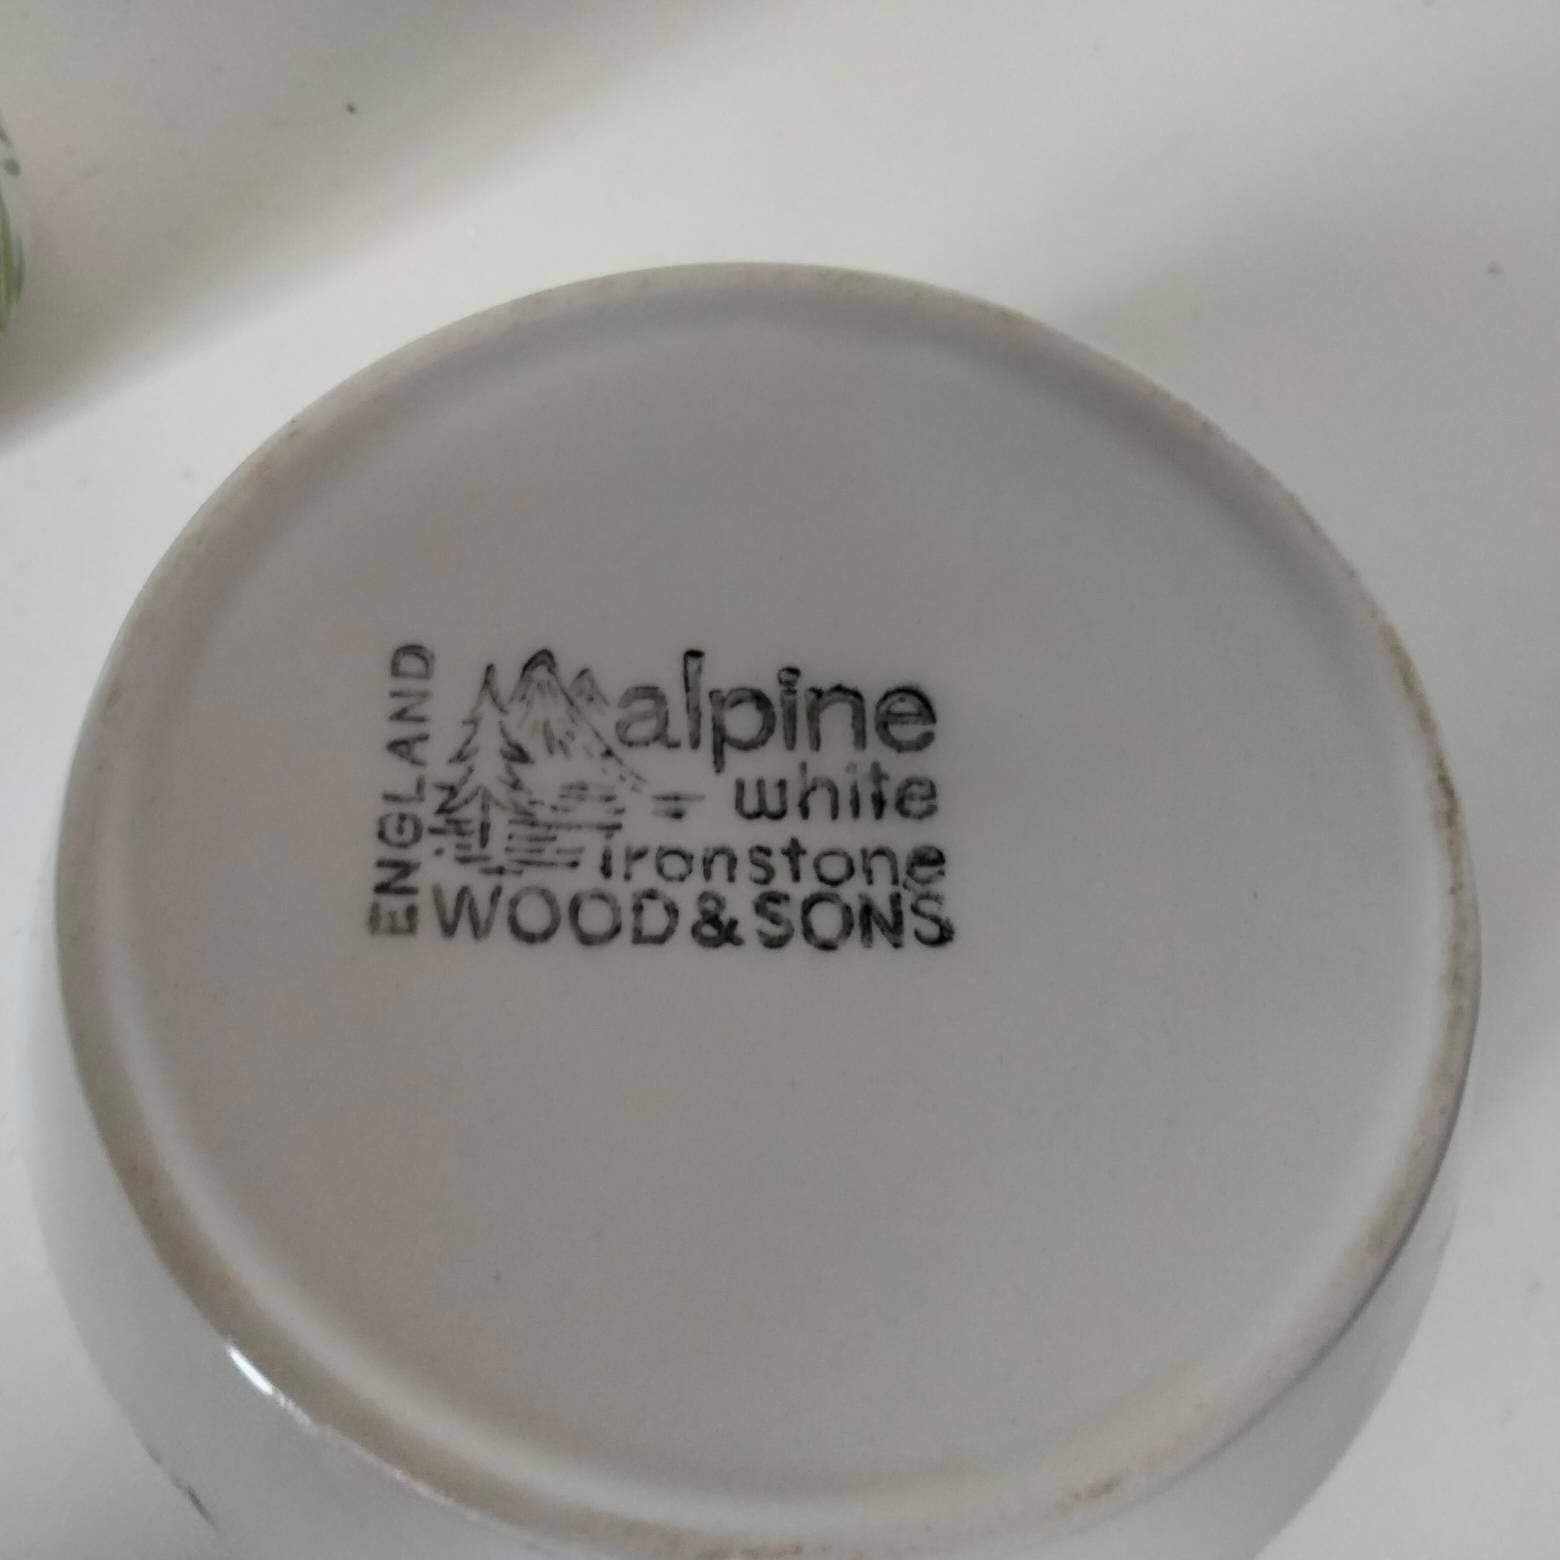 ENGLAND
alpine
white
ironstone
WOOD & SONS